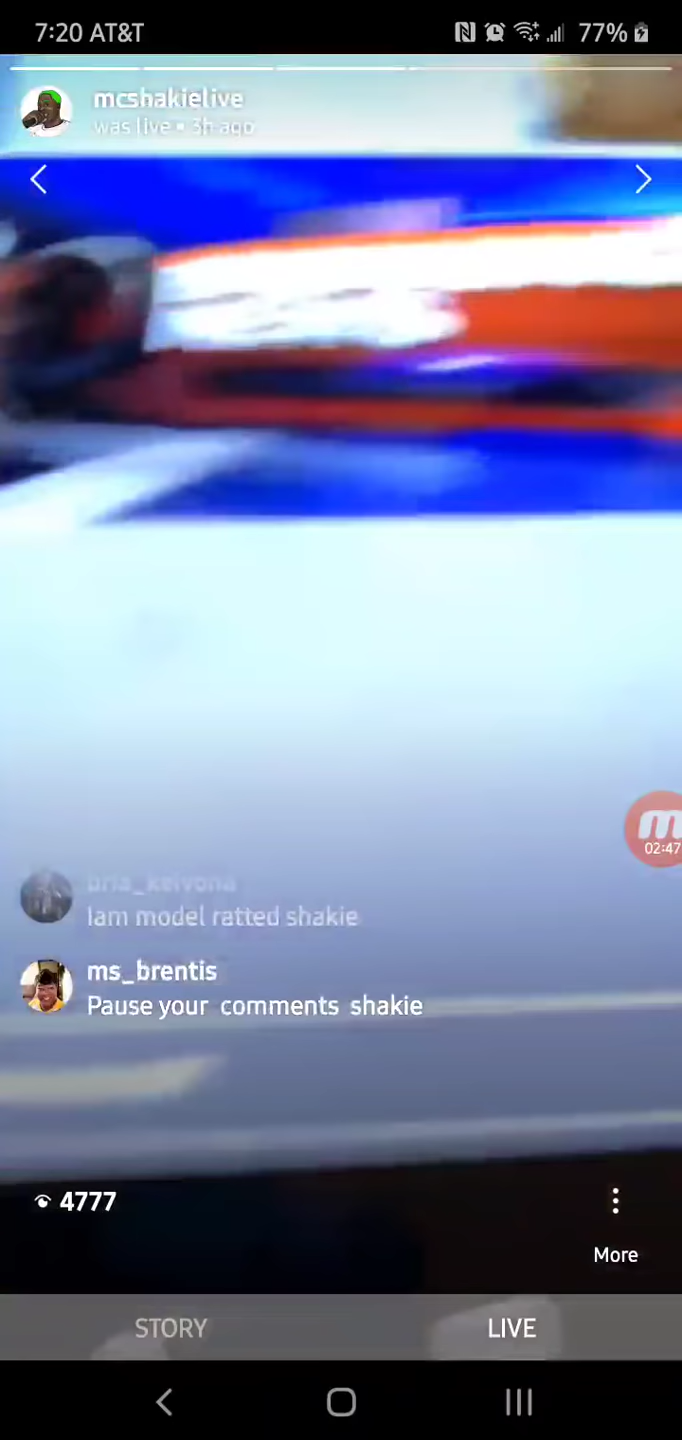 7:20 AT&T
77%
mcshakielive
was live • 3h ago
m
02:47
bria_kelvona
Iam model ratted shakie
ms_brentis
Pause your comments shakie
4777
More
STORY
LIVE